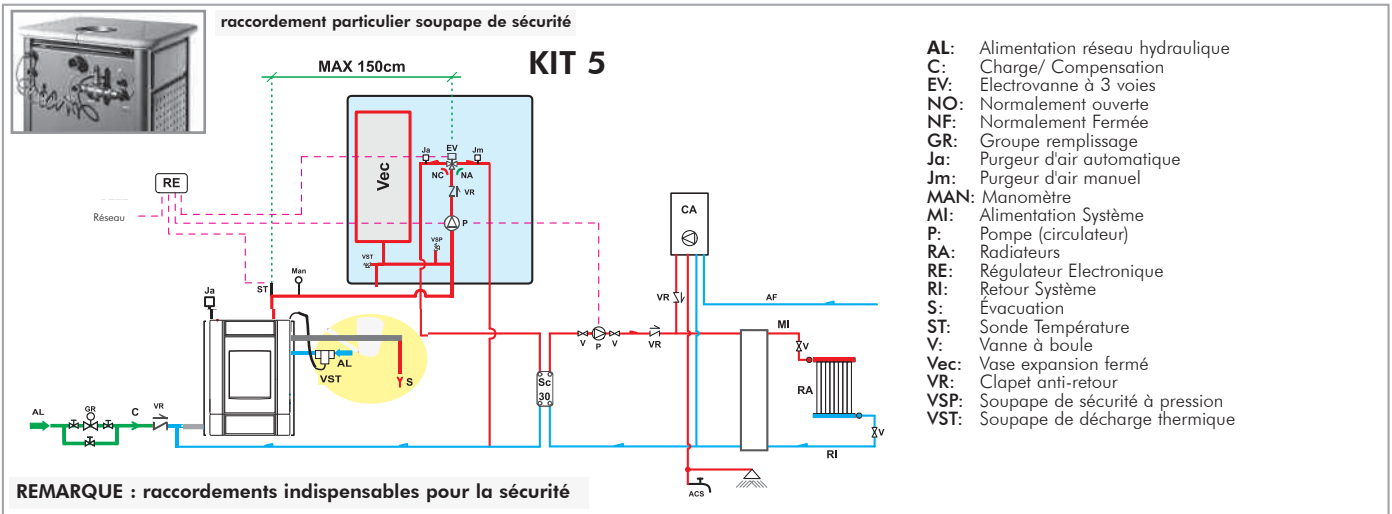 raccordement particulier soupape de sécurité
KIT 5
MAX 150cm
Vec
Ja
EV
Jm
NC
NA
VR
P
VSP
VST
RE
Réseau
ST
Man
Ja
AL
VST
S
AL
GR
C
VR
Sc
30
V
P
V
VR
VR
CA
AF
MI
V
RA
V
RI
ACS
REMARQUE : raccordements indispensables pour la sécurité
AL: Alimentation réseau hydraulique
C: Charge/ Compensation
EV: Electrovanne à 3 voies
NO: Normalement ouverte
NF: Normalement Fermée
GR: Groupe remplissage
Ja: Purgeur d'air automatique
Jm: Purgeur d'air manuel
MAN: Manomètre
MI: Alimentation Système
P: Pompe (circulateur)
RA: Radiateurs
RE: Régulateur Electronique
RI: Retour Système
S: Évacuation
ST: Sonde Température
V: Vanne à boule
Vec: Vase expansion fermé
VR: Clapet anti-retour
VSP: Soupape de sécurité à pression
VST: Soupape de décharge thermique